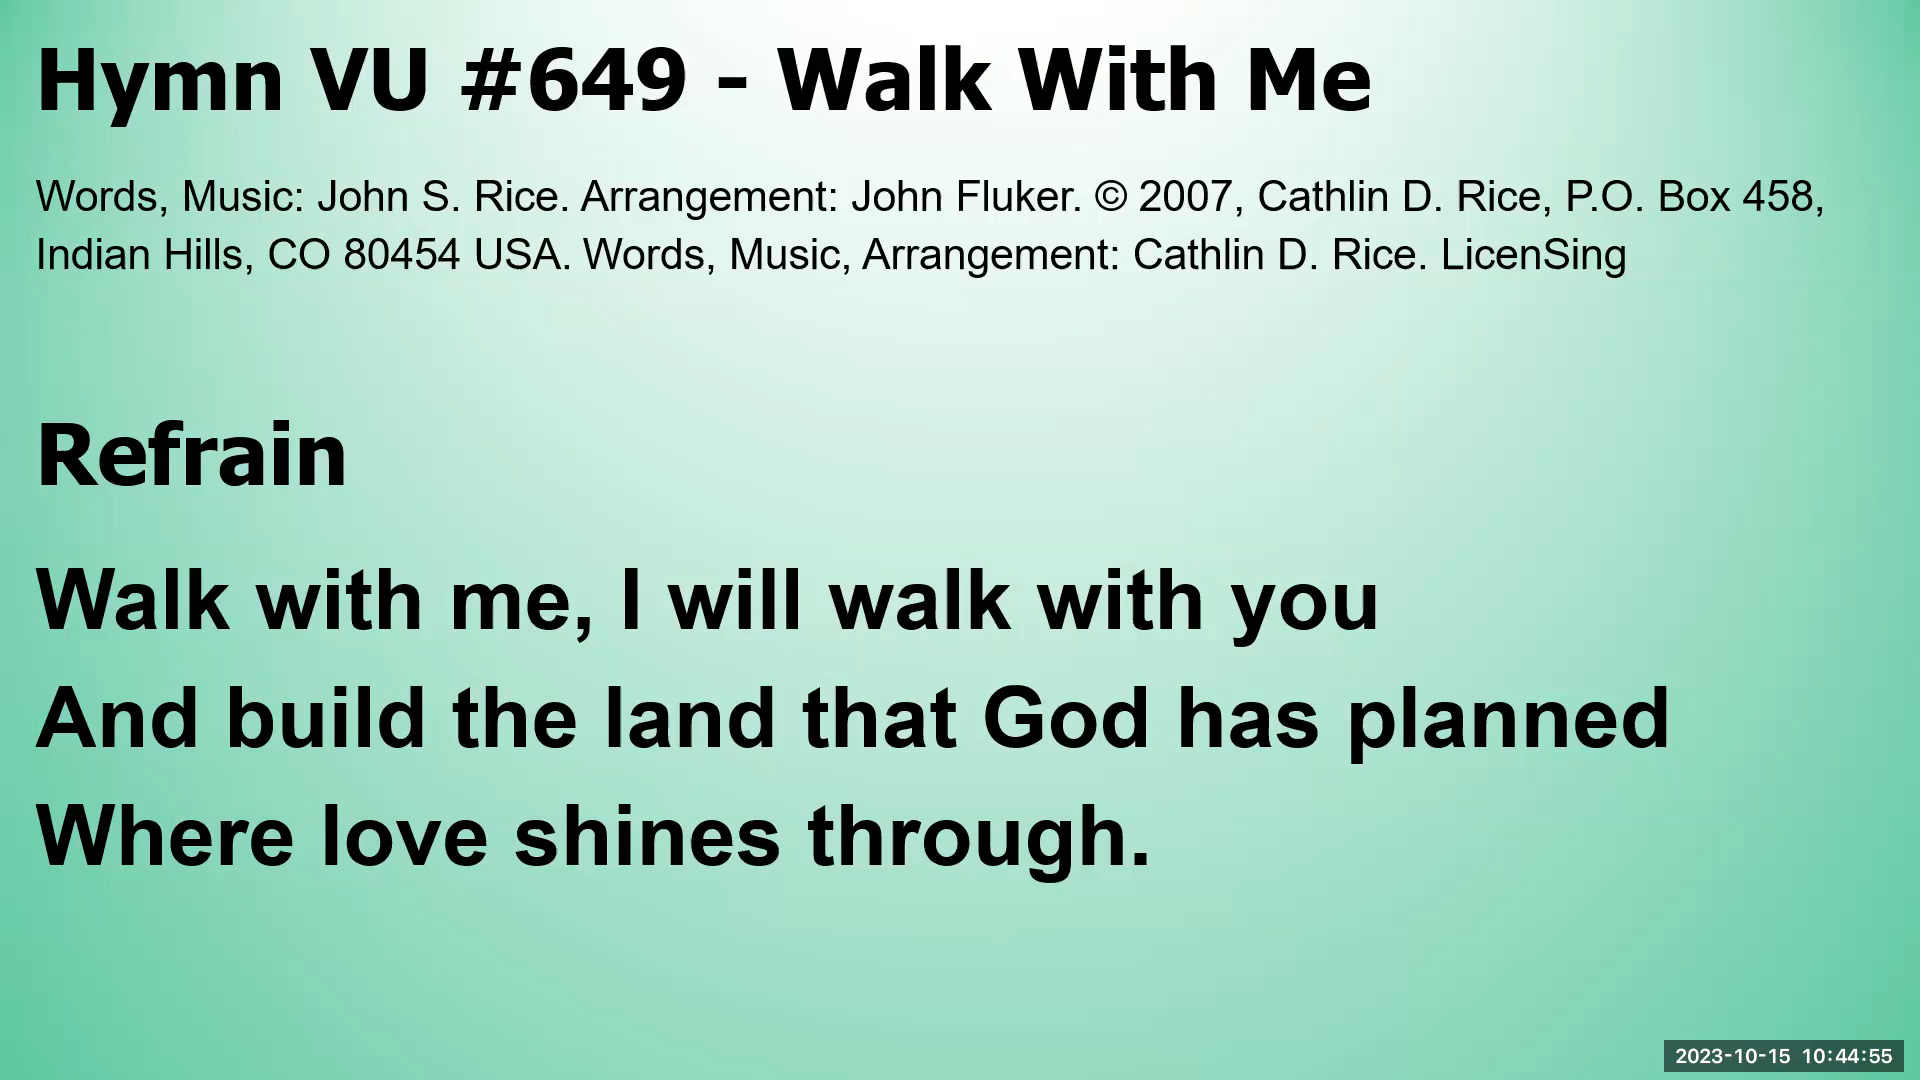 Hymn VU #649 - Walk With Me
Words, Music: John S. Rice. Arrangement: John Fluker. © 2007, Cathlin D. Rice, P.O. Box 458,
Indian Hills, CO 80454 USA. Words, Music, Arrangement: Cathlin D. Rice. LicenSing
Refrain
Walk with me, I will walk with you
And build the land that God has planned
Where love shines through.
2023-10-15 10:44:55